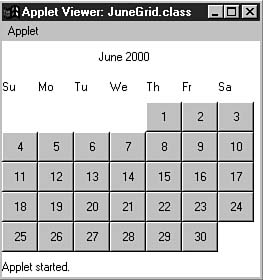 Applet Viewer: JuneGrid.class
Applet
June 2000
Su Mo Tu We Th Fr Sa
1 2 3
4 5 6 7 8 9 10
11 12 13 14 15 16 17
18 19 20 21 22 23 24
25 26 27 28 29 30
Applet started.